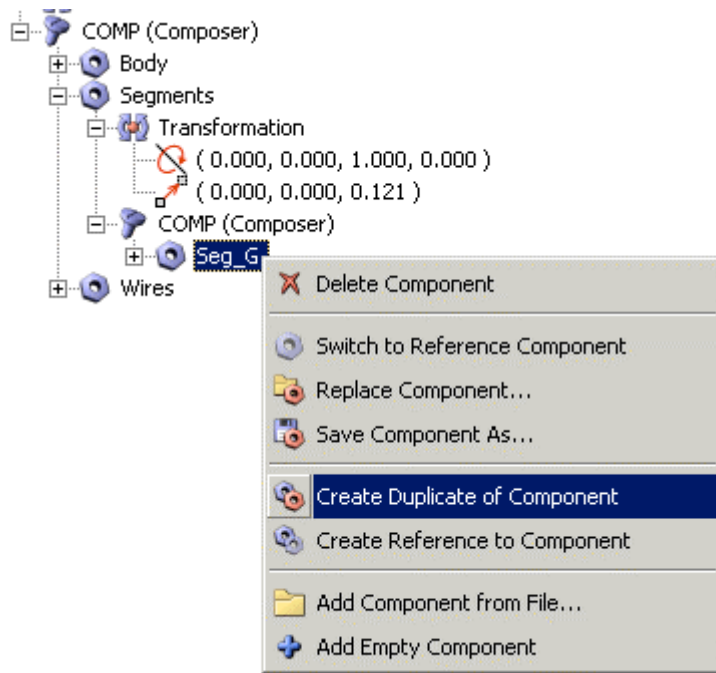 COMP (Composer)
Body
Segments
Transformation
( 0.000, 0.000, 1.000, 0.000 )
( 0.000, 0.000, 0.121 )
COMP (Composer)
Seg_G
Wires
Delete Component
Switch to Reference Component
Replace Component...
Save Component As...
Create Duplicate of Component
Create Reference to Component
Add Component from File...
Add Empty Component